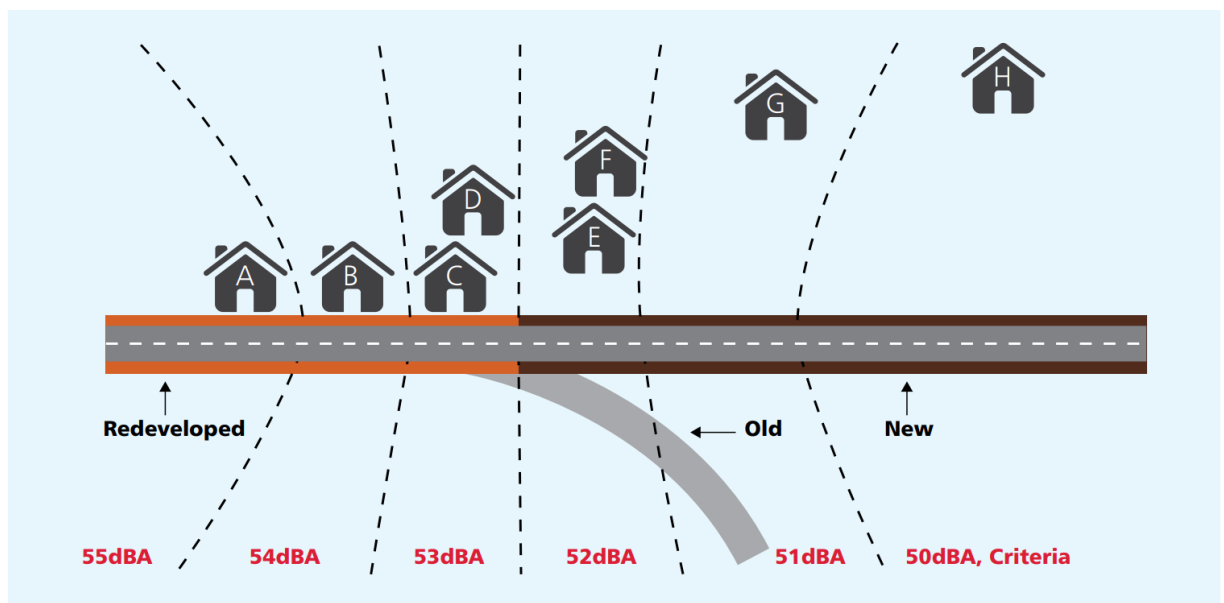 H
G
F
D
E
A
B
C
Redeveloped
Old
New
55dBA
54dBA
53dBA
52dBA
51dBA
50dBA, Criteria